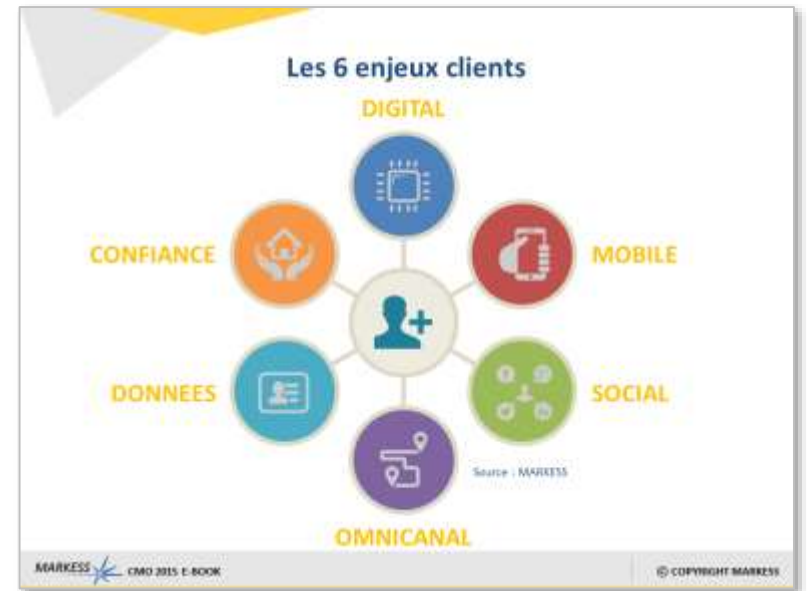 Les 6 enjeux clients
DIGITAL
CONFIANCE
MOBILE
DONNEES
SOCIAL
Source : MARKESS
OMNICANAL
MARKESS CMO 2015 E-BOOK
© COPYRIGHT MARKESS